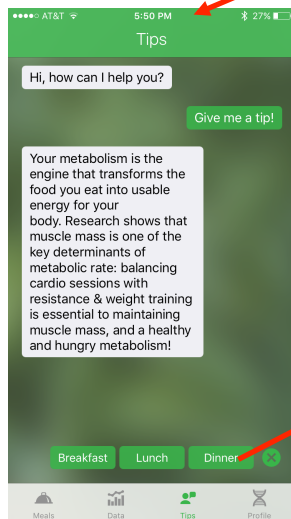 AT&T 5:50 PM 27%
Tips
Hi, how can I help you?
Give me a tip!
Your metabolism is the
engine that transforms the
food you eat into usable
energy for your
body. Research shows that
muscle mass is one of the
key determinants of
metabolic rate: balancing
cardio sessions with
resistance & weight training
is essential to maintaining
muscle mass, and a healthy
and hungry metabolism!
Breakfast Lunch Dinner
Meals Data Tips Profile